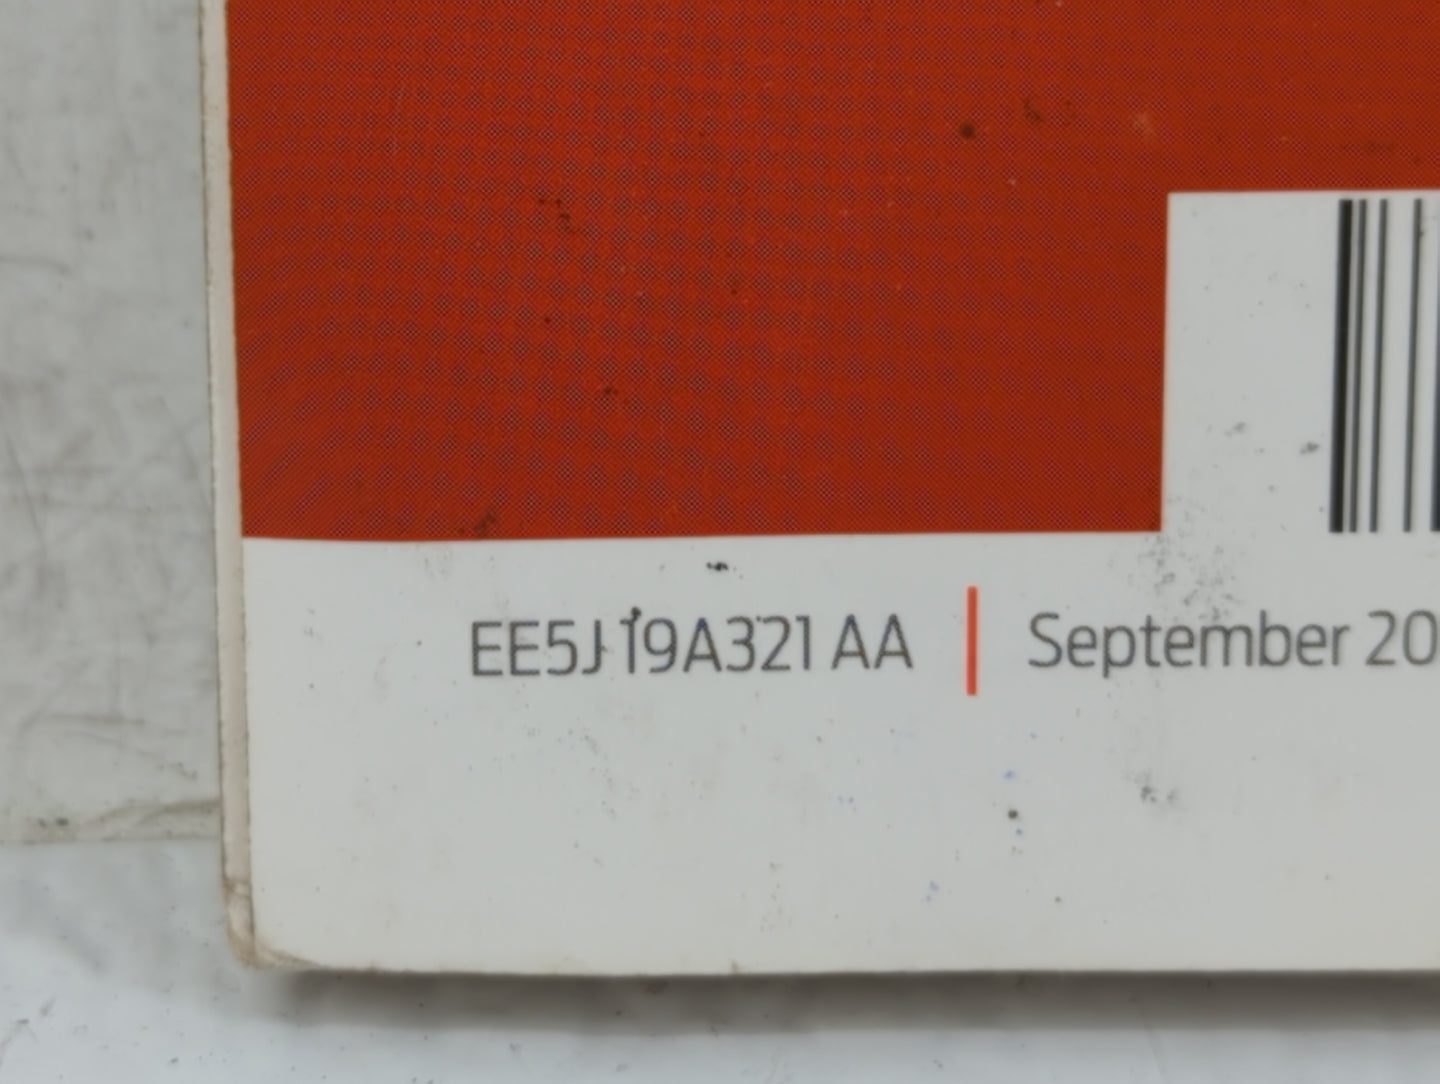 EE5J 19A321 AA | September 20